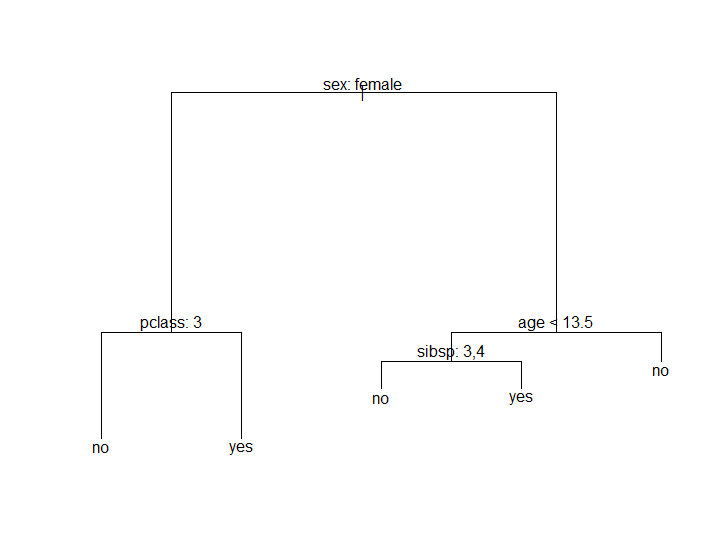 sex: female
pclass: 3
age < 13.5
sibsp: 3,4
no
no
yes
no
yes